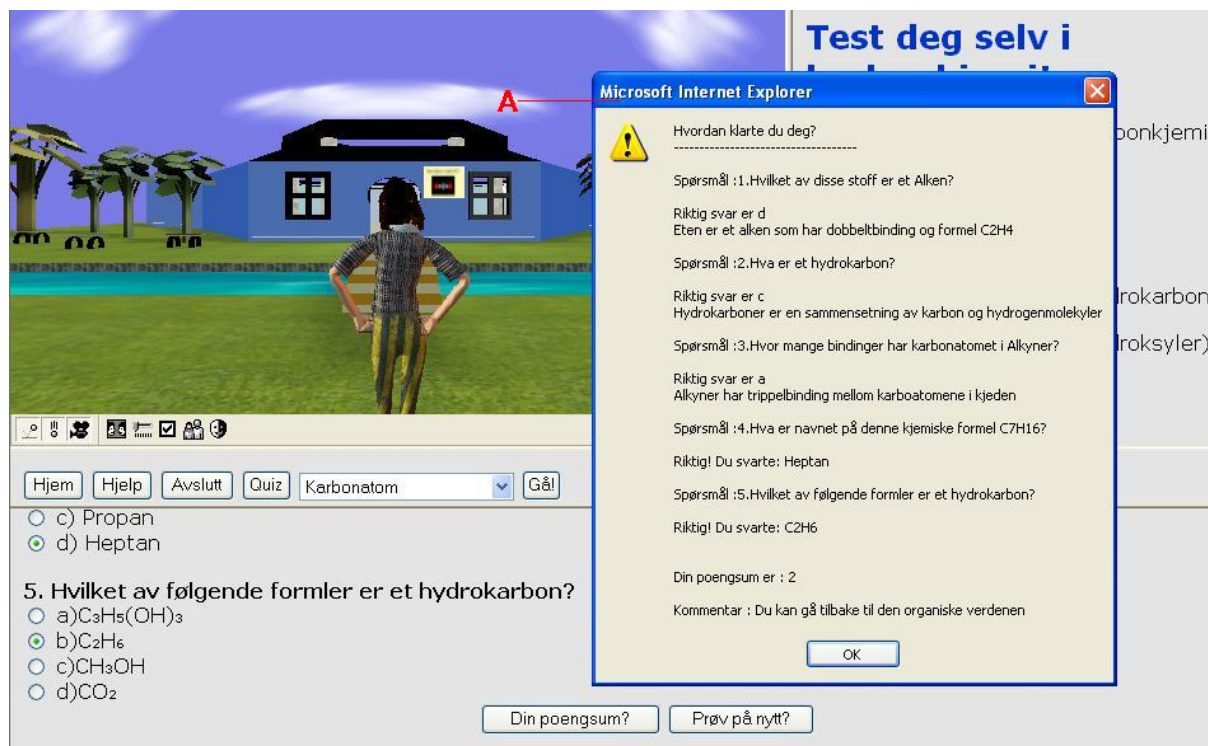 Test deg selv i
A
Microsoft Internet Explorer
Hvordan klarte du deg?
------------------------------------
Spørsmål :1.Hvilket av disse stoff er et Alken?
Riktig svar er d
Eten er et alken som har dobbeltbinding og formel C2H4
Spørsmål :2.Hva er et hydrokarbon?
Riktig svar er c
Hydrokarboner er en sammensetning av karbon og hydrogenmolekyler
Spørsmål :3.Hvor mange bindinger har karbonatomet i Alkyner?
Riktig svar er a
Alkyner har trippelbinding mellom karboatomene i kjeden
Spørsmål :4.Hva er navnet på denne kjemiske formel C7H16?
Riktig! Du svarte: Heptan
Spørsmål :5.Hvilket av følgende formler er et hydrokarbon?
Riktig! Du svarte: C2H6
Din poengsum er : 2
Kommentar : Du kan gå tilbake til den organiske verdenen
OK
Hjem Hjelp Avslutt Quiz Karbonatom Gå!
c) Propan
d) Heptan
5. Hvilket av følgende formler er et hydrokarbon?
a)C₃H₅(OH)₃
b)C₂H₆
c)CH₃OH
d)CO₂
Din poengsum? Prøv på nytt?